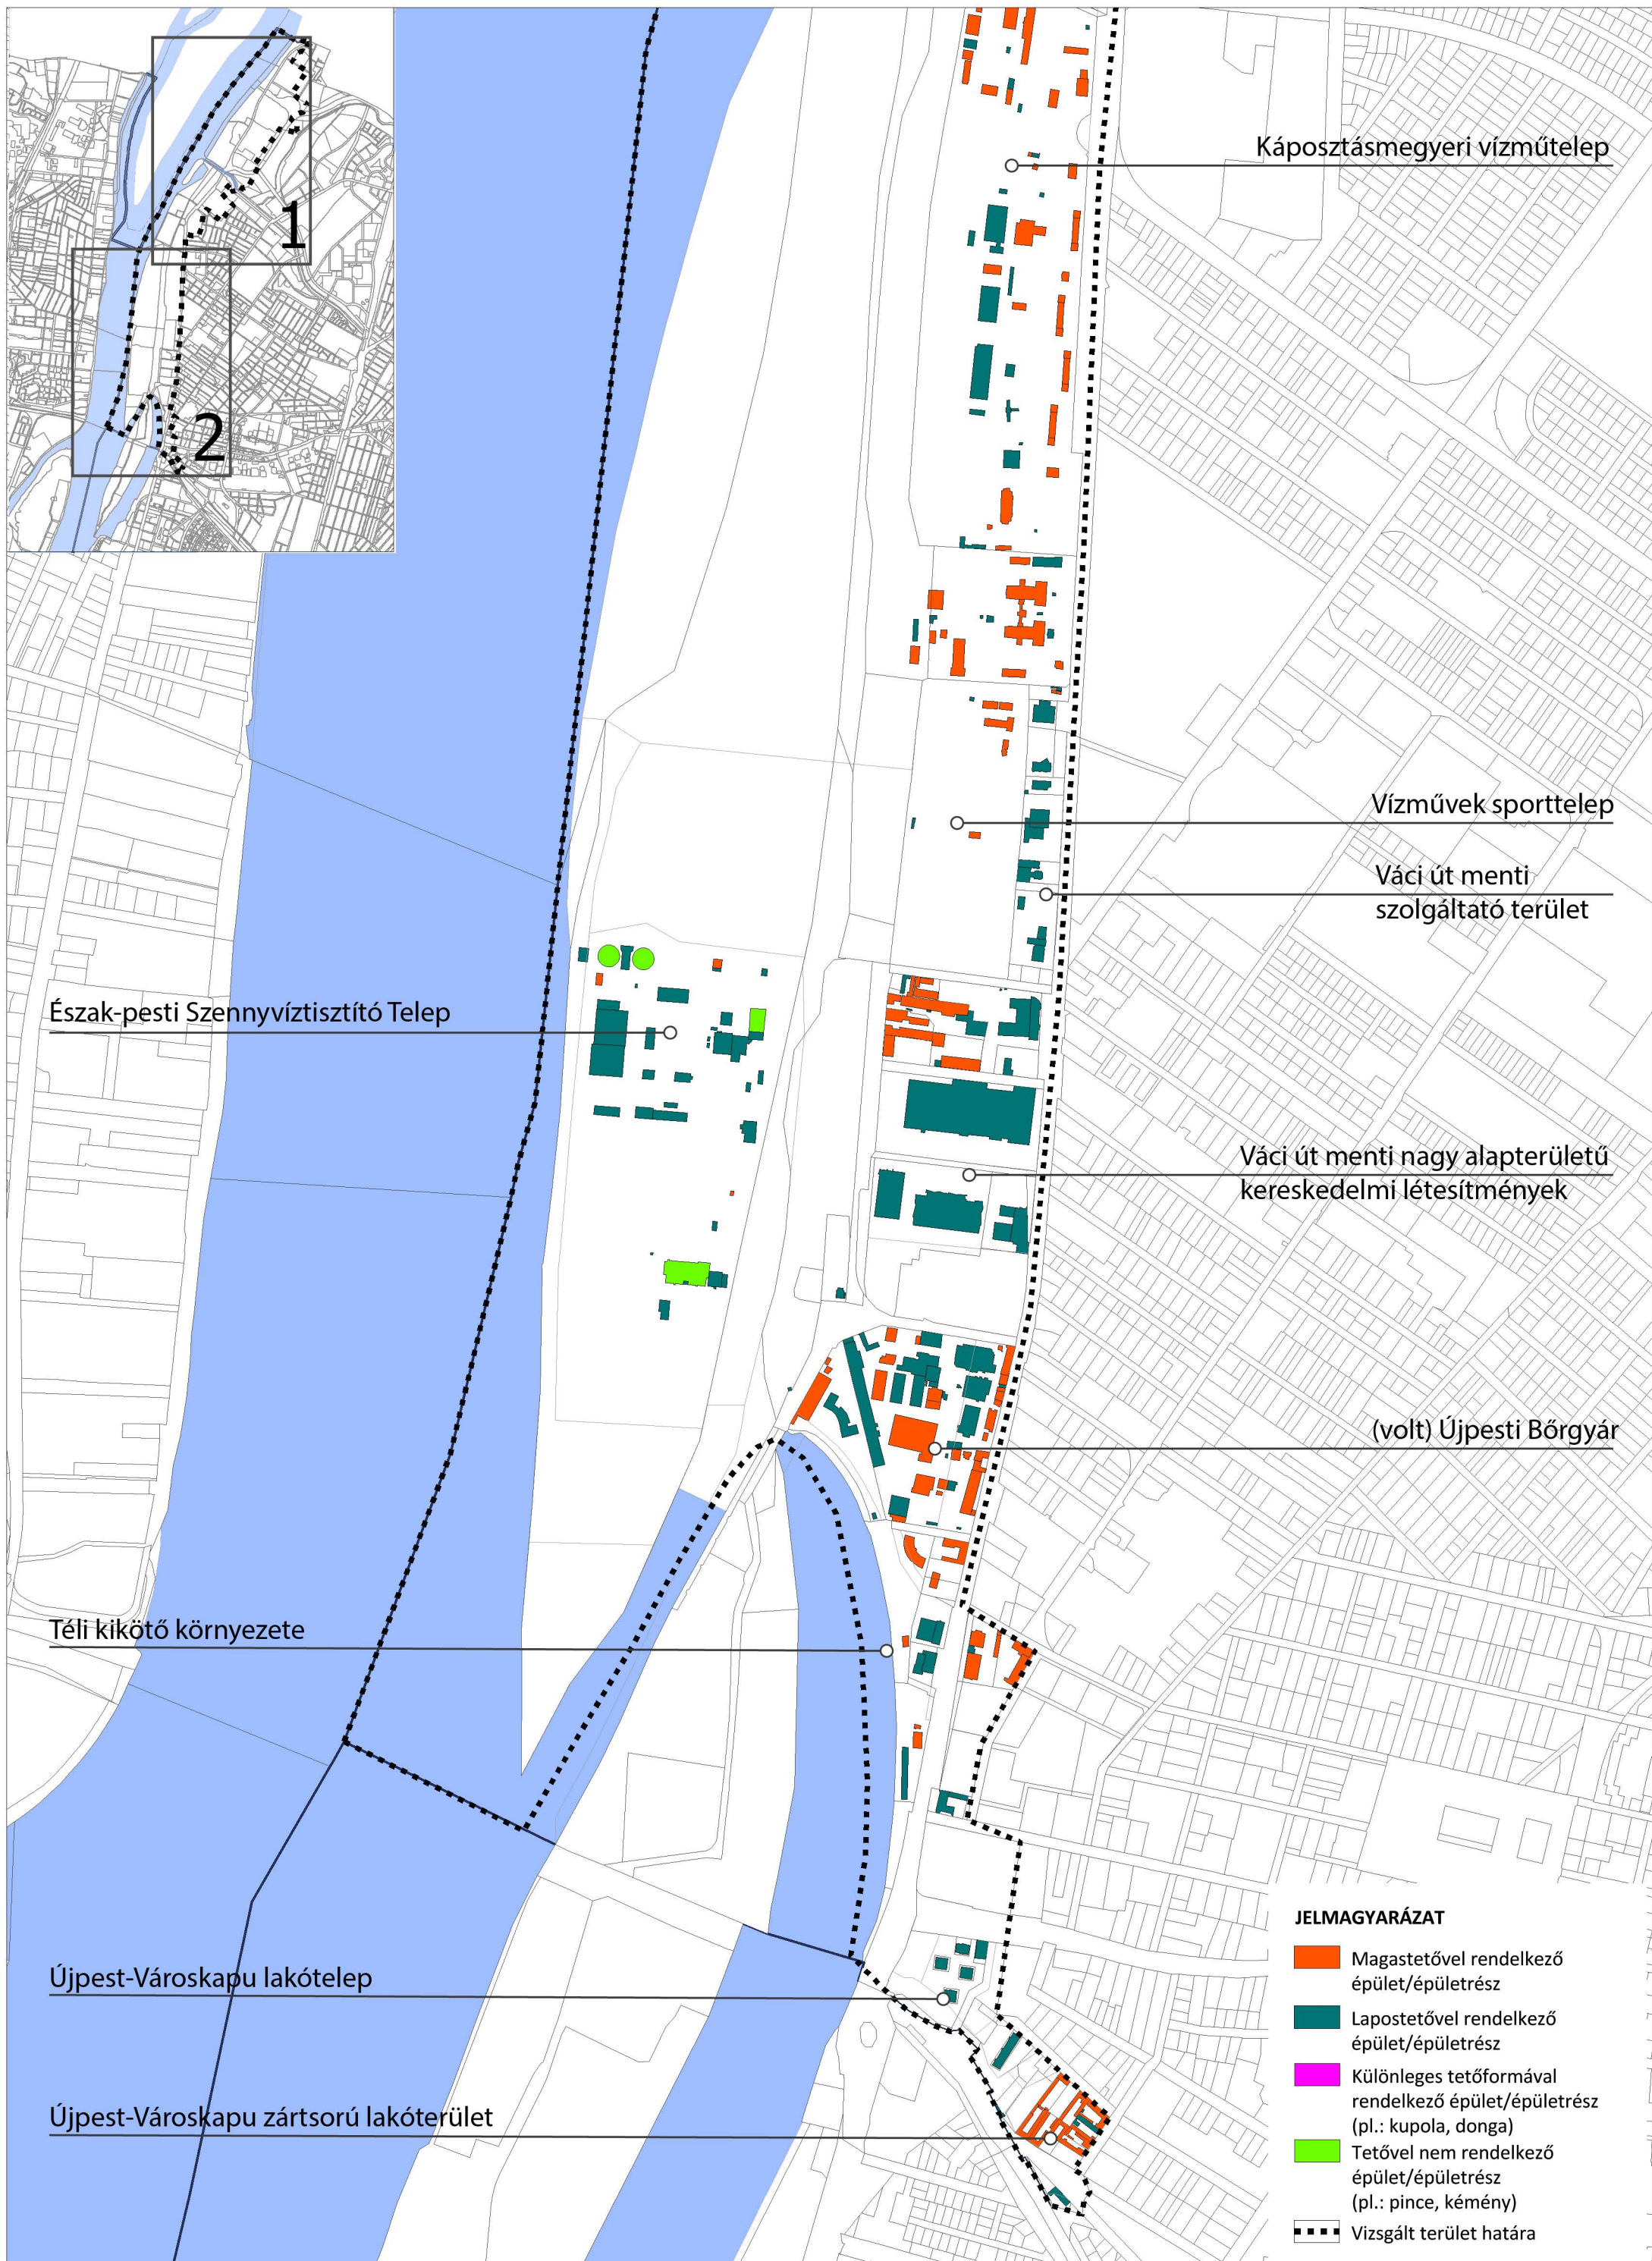 1
2
Káposztásmegyeri vízműtelep
Vízművek sporttelep
Váci út menti
szolgáltató terület
Észak-pesti Szennyvíztisztító Telep
Váci út menti nagy alapterületű
kereskedelmi létesítmények
(volt) Újpesti Bőrgyár
Téli kikötő környezete
Újpest-Városkapu lakótelep
Újpest-Városkapu zártsorú lakóterület
JELMAGYARÁZAT
Magastetővel rendelkező
épület/épületrész
Lapostetővel rendelkező
épület/épületrész
Különleges tetőformával
rendelkező épület/épületrész
(pl.: kupola, donga)
Tetővel nem rendelkező
épület/épületrész
(pl.: pince, kémény)
Vizsgált terület határa